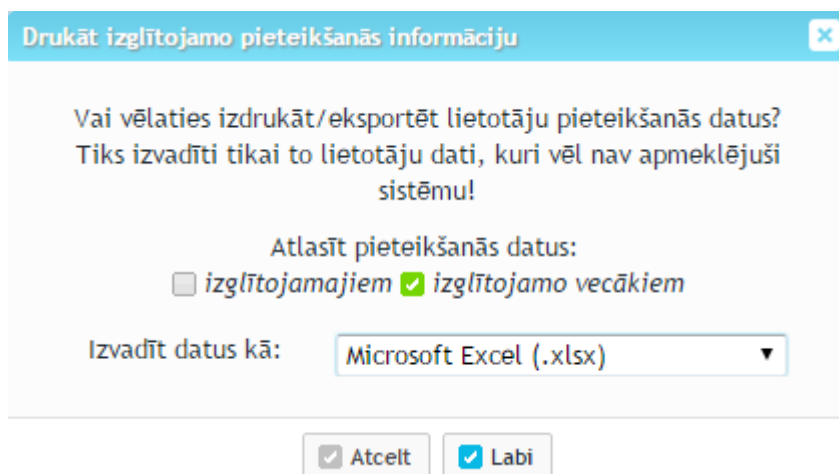 Drukāt izglītojamo pieteikšanās informāciju
Vai vēlaties izdrukāt/eksportēt lietotāju pieteikšanās datus?
Tiks izvadīti tikai to lietotāju dati, kuri vēl nav apmeklējuši
sistēmu!
Atlasīt pieteikšanās datus:
izglītojamajiem izglītojamo vecākiem
Izvadīt datus kā: Microsoft Excel (.xlsx)
Atcelt Labi